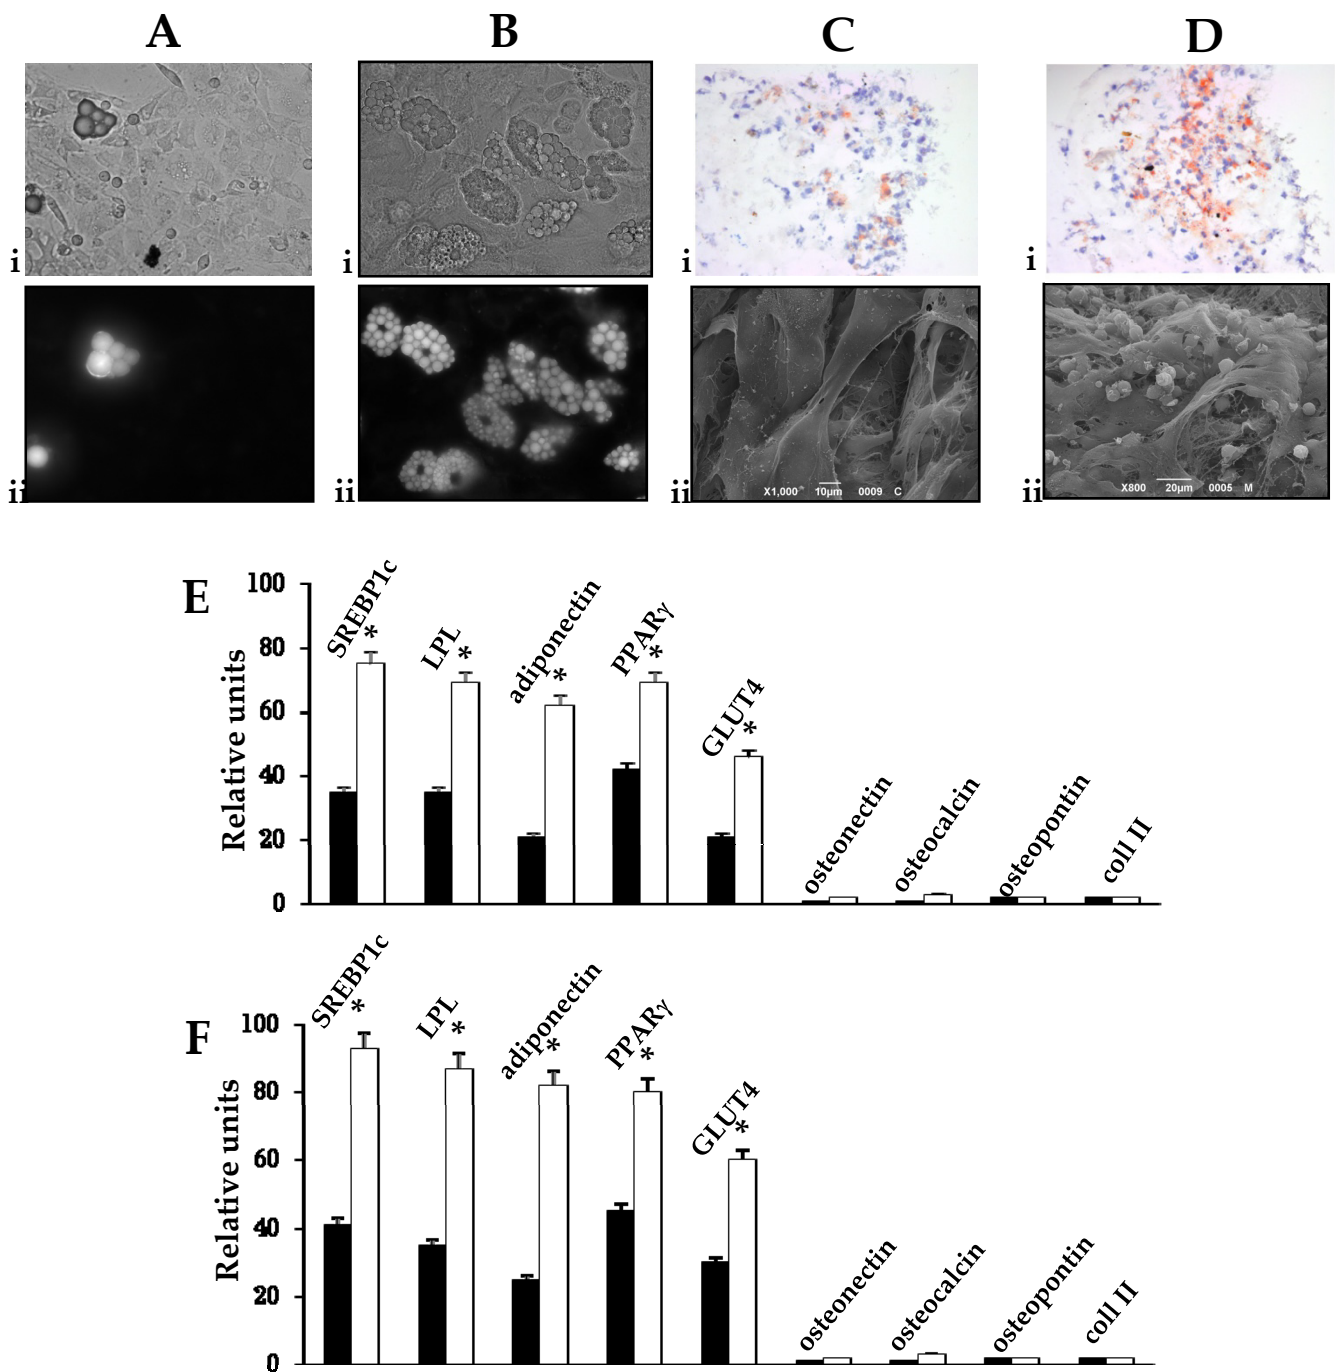 A B C D
i i i i
ii ii ii ii
X1,000 10µm 0009 C
X800 20µm 0005 M
E
Relative units
100
80
60
40
20
0
SREBP1c
*
LPL
*
adiponectin
*
PPARγ
*
GLUT4
*
osteonectin
osteocalcin
osteopontin
coll II
F
Relative units
100
80
60
40
20
0
SREBP1c
*
LPL
*
adiponectin
*
PPARγ
*
GLUT4
*
osteonectin
osteocalcin
osteopontin
coll II